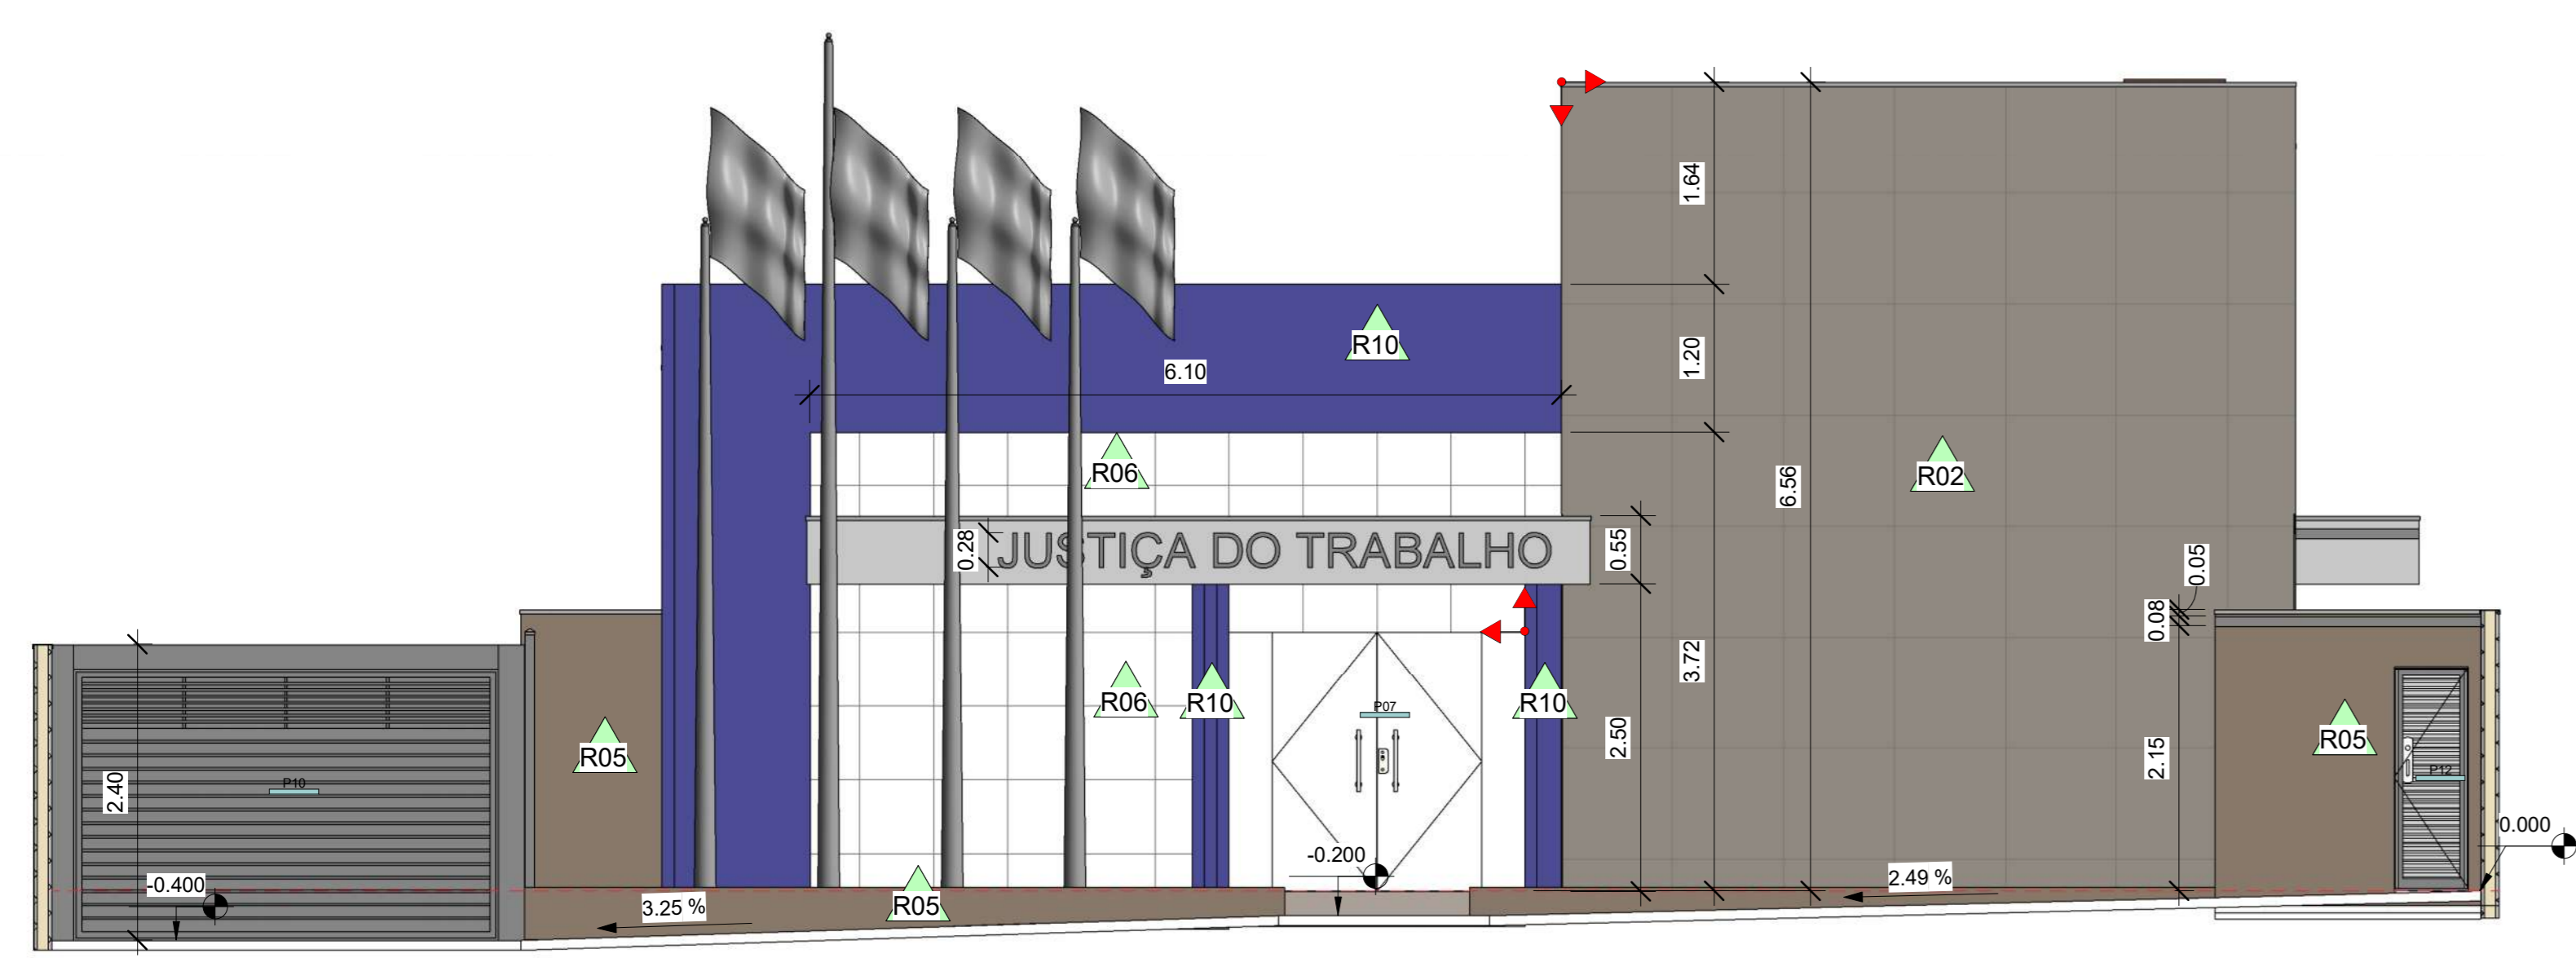 1.64
R10
1.20
6.10
R06
6.56
R02
0.28
JUSTIÇA DO TRABALHO
0.55
0.05
0.08
3.72
R06
R10
R10
P07
R05
R05
2.50
2.15
P10
2.40
P12
0.000
-0.200
-0.400
3.25 %
R05
2.49 %